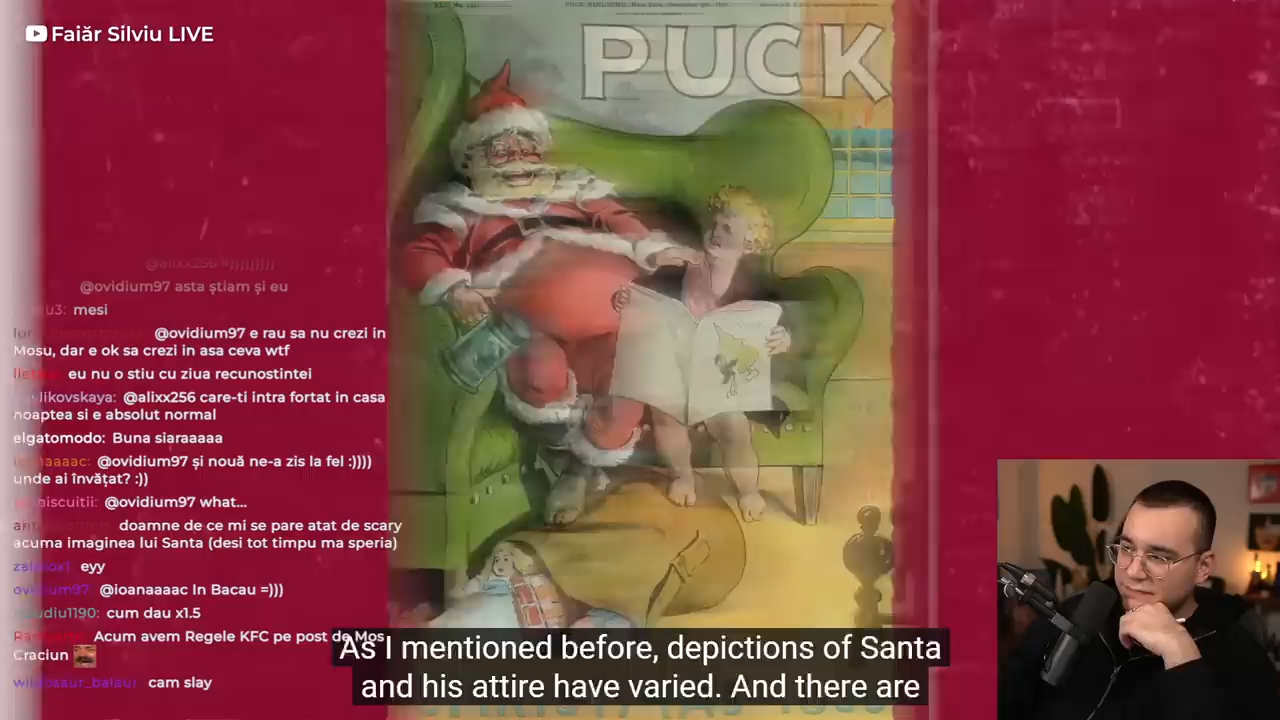 Faiăr Silviu LIVE
PUCK
@alixx256 =)))))))))
@ovidium97 asta știam și eu
mesi
@ovidium97 e rau sa nu crezi in
Mosu, dar e ok sa crezi in asa ceva wtf
eu nu o stiu cu ziua recunostintei
@alixx256 care-ti intra fortat in casa
noaptea si e absolut normal
elgatomodo: Buna siaraaaaa
@ovidium97 și nouă ne-a zis la fel :))))
unde ai învățat? :))
@ovidium97 what...
doamne de ce mi se pare atat de scary
acuma imaginea lui Santa (desi tot timpu ma speria)
eyy
ovidium97: @ioanaaaac In Bacau =)))
cum dau x1.5
Acum avem Regele KFC pe post de Mos
Craciun
cam slay
As I mentioned before, depictions of Santa
and his attire have varied. And there are